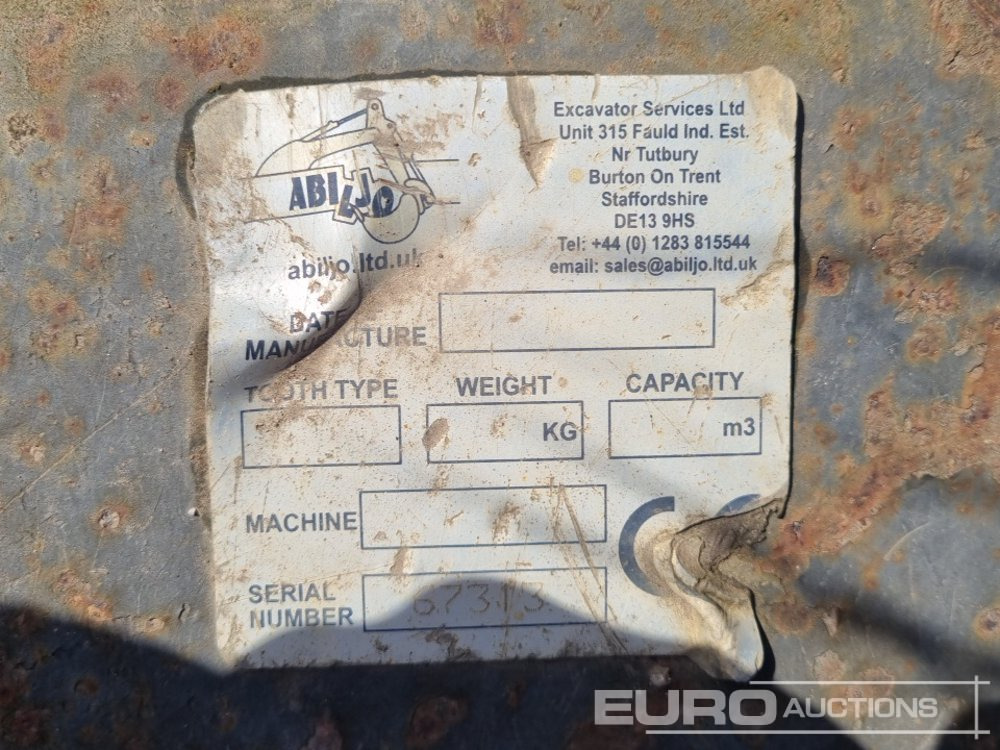 ABILJO
abiljo.ltd.uk
Excavator Services Ltd
Unit 315 Fauld Ind. Est.
Nr Tutbury
Burton On Trent
Staffordshire
DE13 9HS
Tel: +44 (0) 1283 815544
email: sales@abiljo.ltd.uk
DATE
MANUFACTURE
TOOTH TYPE
WEIGHT
CAPACITY
KG
m3
MACHINE
CE
SERIAL
NUMBER
EURO AUCTIONS